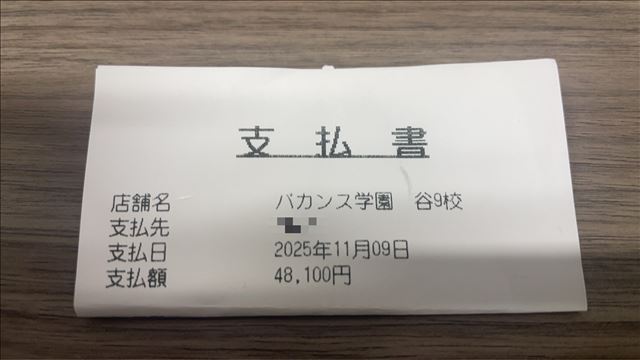 支払書
店舗名 バカンス学園 谷9校
支払先
支払日 2025年11月09日
支払額 48,100円